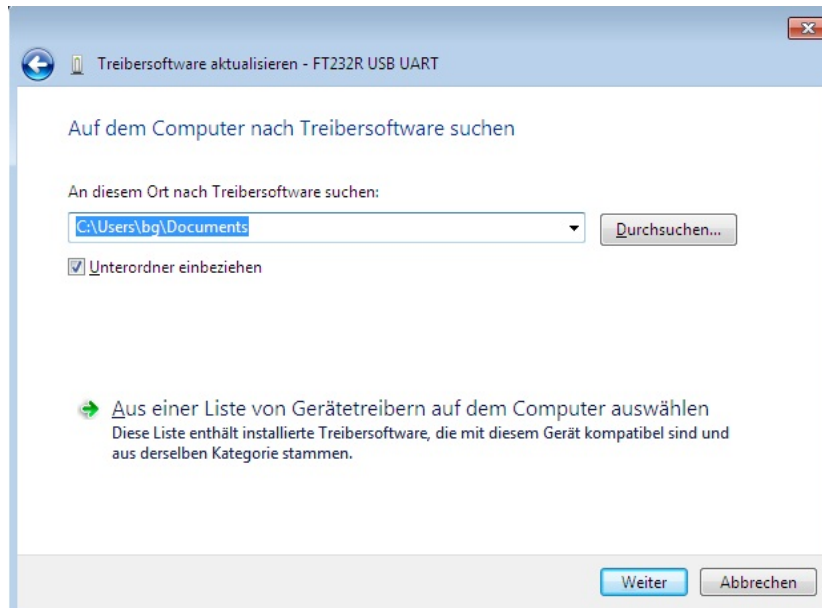 Treibersoftware aktualisieren - FT232R USB UART
Auf dem Computer nach Treibersoftware suchen
An diesem Ort nach Treibersoftware suchen:
C:\Users\bg\Documents
Durchsuchen...
Unterordner einbeziehen
Aus einer Liste von Gerätetreibern auf dem Computer auswählen
Diese Liste enthält installierte Treibersoftware, die mit diesem Gerät kompatibel sind und
aus derselben Kategorie stammen.
Weiter
Abbrechen